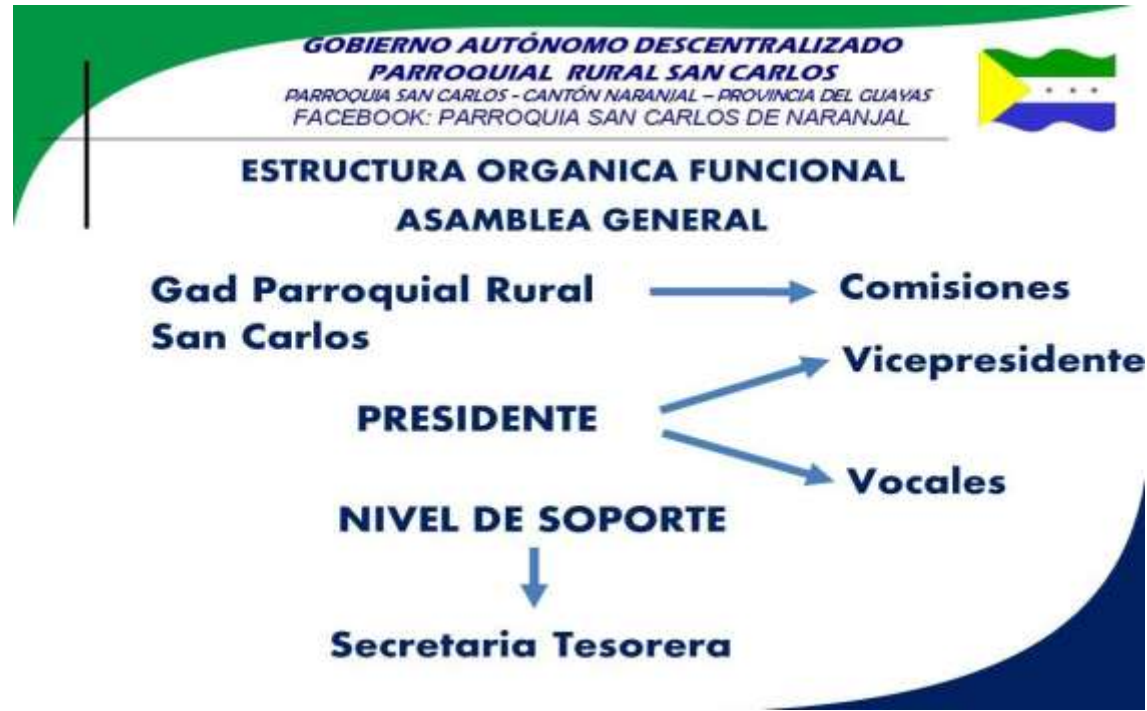 GOBIERNO AUTÓNOMO DESCENTRALIZADO
PARROQUIAL RURAL SAN CARLOS
PARROQUIA SAN CARLOS - CANTÓN NARANJAL – PROVINCIA DEL GUAYAS
FACEBOOK: PARROQUIA SAN CARLOS DE NARANJAL
ESTRUCTURA ORGANICA FUNCIONAL
ASAMBLEA GENERAL
Gad Parroquial Rural
San Carlos
Comisiones
Vicepresidente
PRESIDENTE
Vocales
NIVEL DE SOPORTE
Secretaria Tesorera